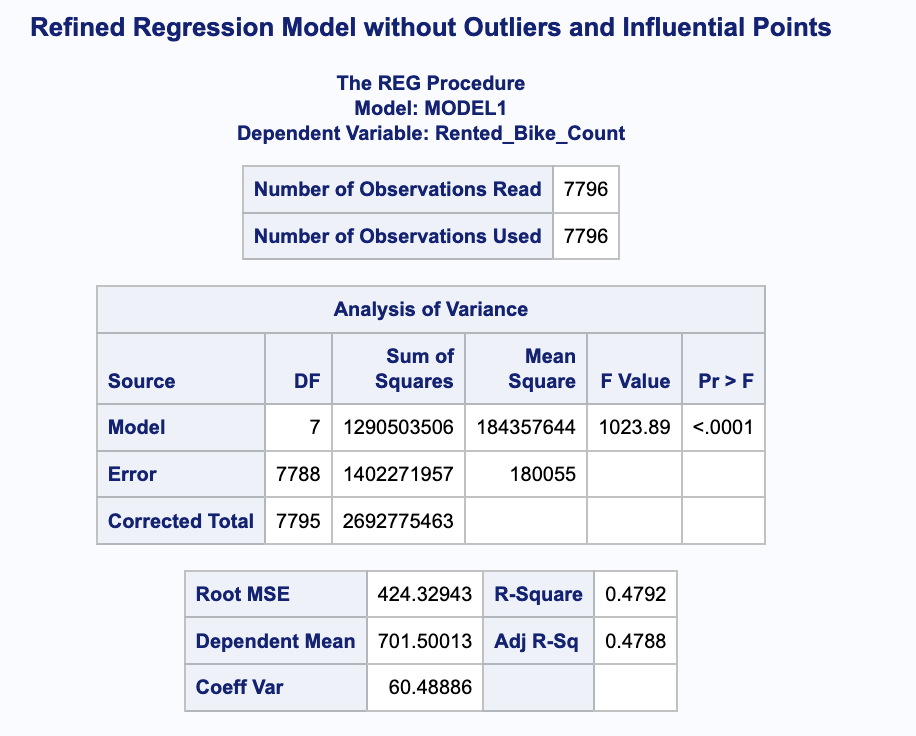 Refined Regression Model without Outliers and Influential Points
The REG Procedure
Model: MODEL1
Dependent Variable: Rented_Bike_Count
Number of Observations Read 7796
Number of Observations Used 7796
Analysis of Variance
Source DF Sum of Squares Mean Square F Value Pr > F
Model 7 1290503506 184357644 1023.89 <.0001
Error 7788 1402271957 180055
Corrected Total 7795 2692775463
Root MSE 424.32943 R-Square 0.4792
Dependent Mean 701.50013 Adj R-Sq 0.4788
Coeff Var 60.48886